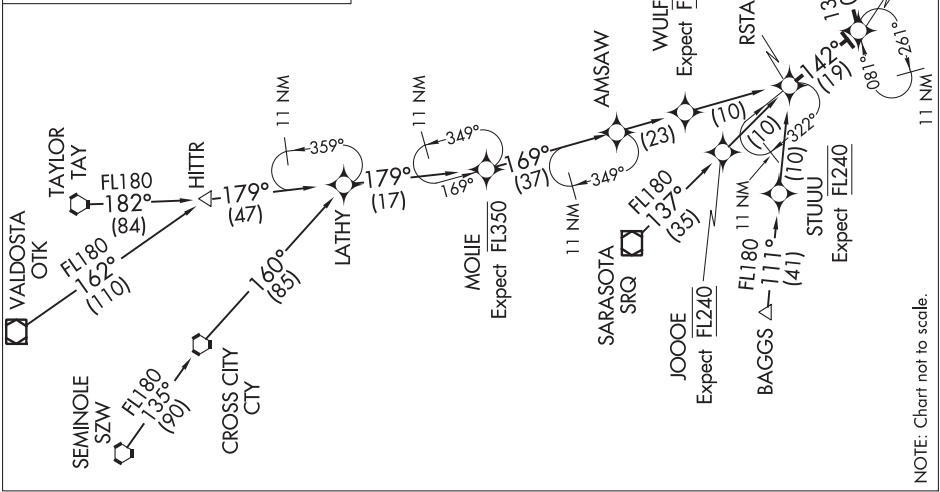 VALDOSTA
OTK
FL180
162°
(110)
TAYLOR
TAY
FL180
182°
(84)
HITTR
179°
(47)
SEMINOLE
SZW
FL180
135°
(90)
CROSS CITY
CTY
160°
(85)
11 NM
359°
LATHY
179°
(17)
11 NM
349°
169°
MOLIE
Expect FL350
169°
(37)
11 NM
349°
AMSAW
(23)
WULF
Expect F
(10)
RSTA
SARASOTA
SRQ
FL180
137°
(35)
JOOOE
Expect FL240
(10)
11 NM
322°
BAGGS
FL180
111°
(41)
STUUU
Expect FL240
(10)
142°
(19)
13
081°
261°
11 NM
NOTE: Chart not to scale.